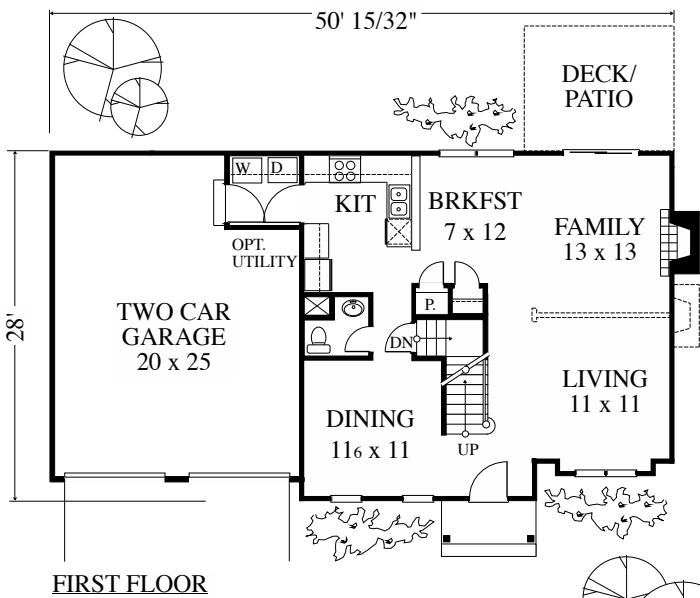 50' 15/32"
DECK/
PATIO
W D
KIT
BRKFST
7 x 12
FAMILY
13 x 13
OPT.
UTILITY
P.
TWO CAR
GARAGE
20 x 25
28'
DN
LIVING
11 x 11
DINING
116 x 11
UP
FIRST FLOOR